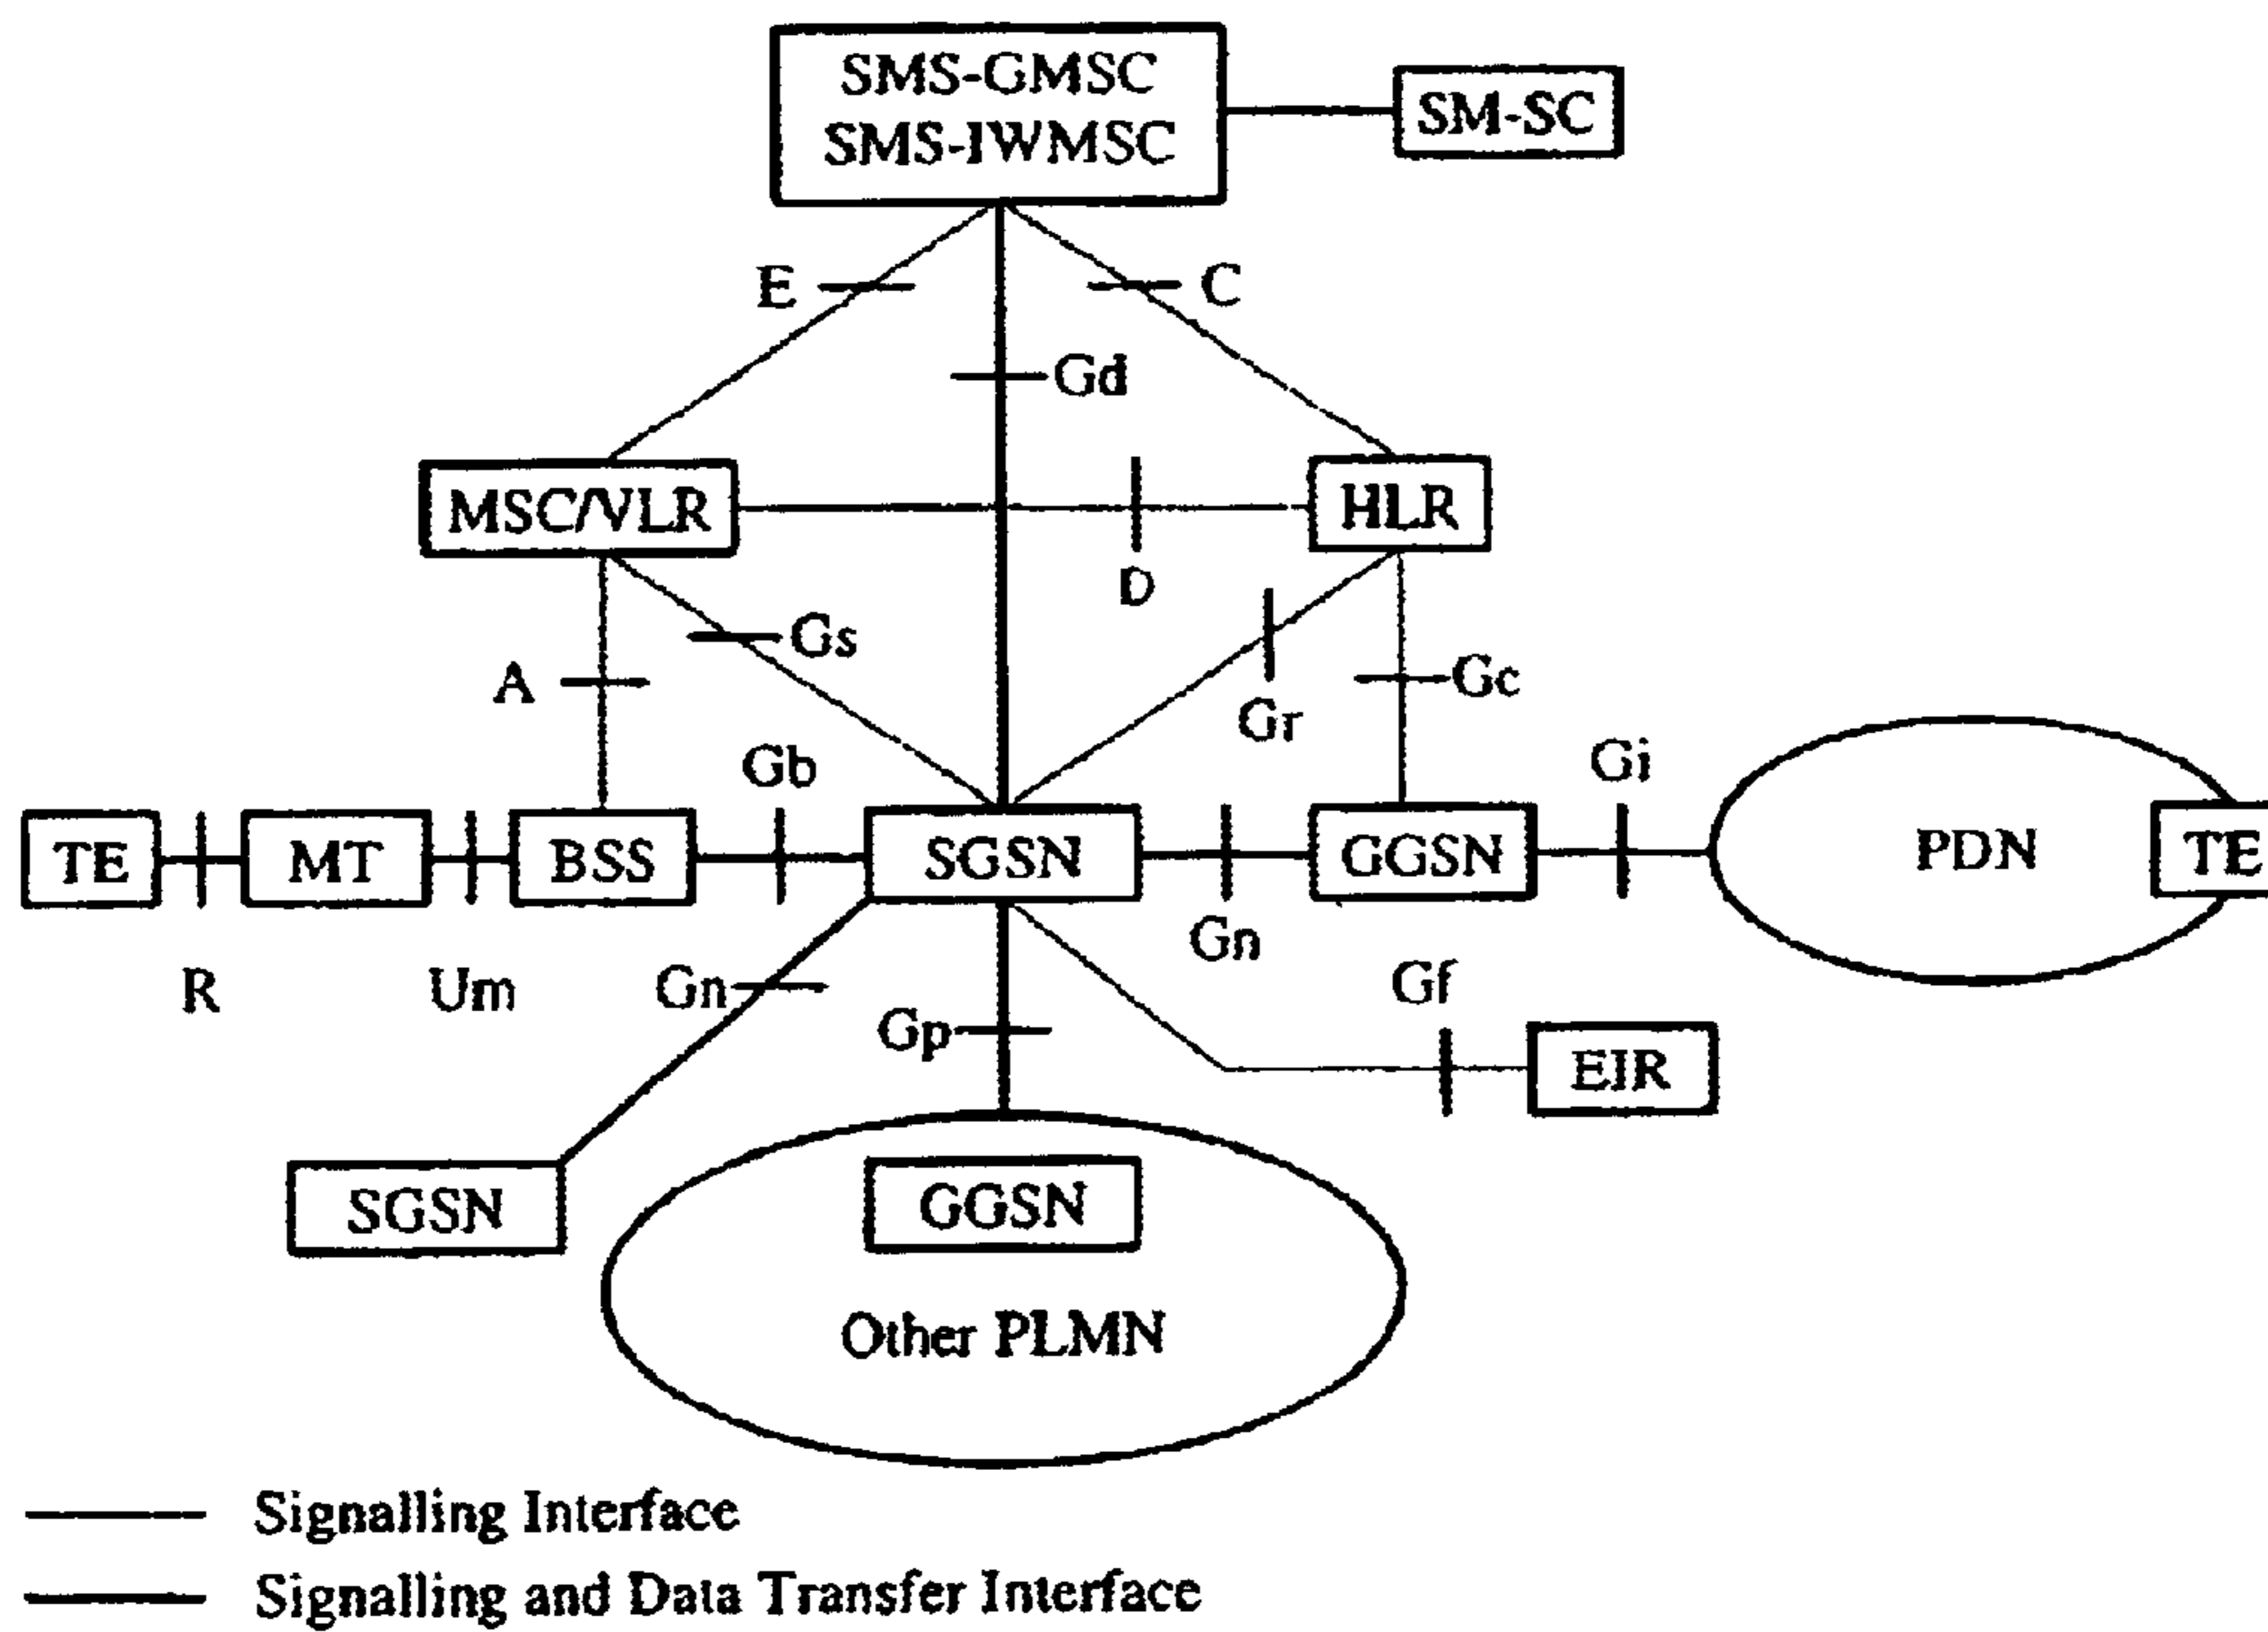 SMS-GMSC
SMS-IWMSC
SM-SC
E
C
Gd
MSC/VLR
HLR
D
Gs
A
Gr
Gc
Gb
Gi
TE
MT
BSS
SGSN
GGSN
PDN
TE
R
Um
Gn
Gn
Gf
Gp
EIR
SGSN
GGSN
Other PLMN
Signalling Interface
Signalling and Data Transfer Interface